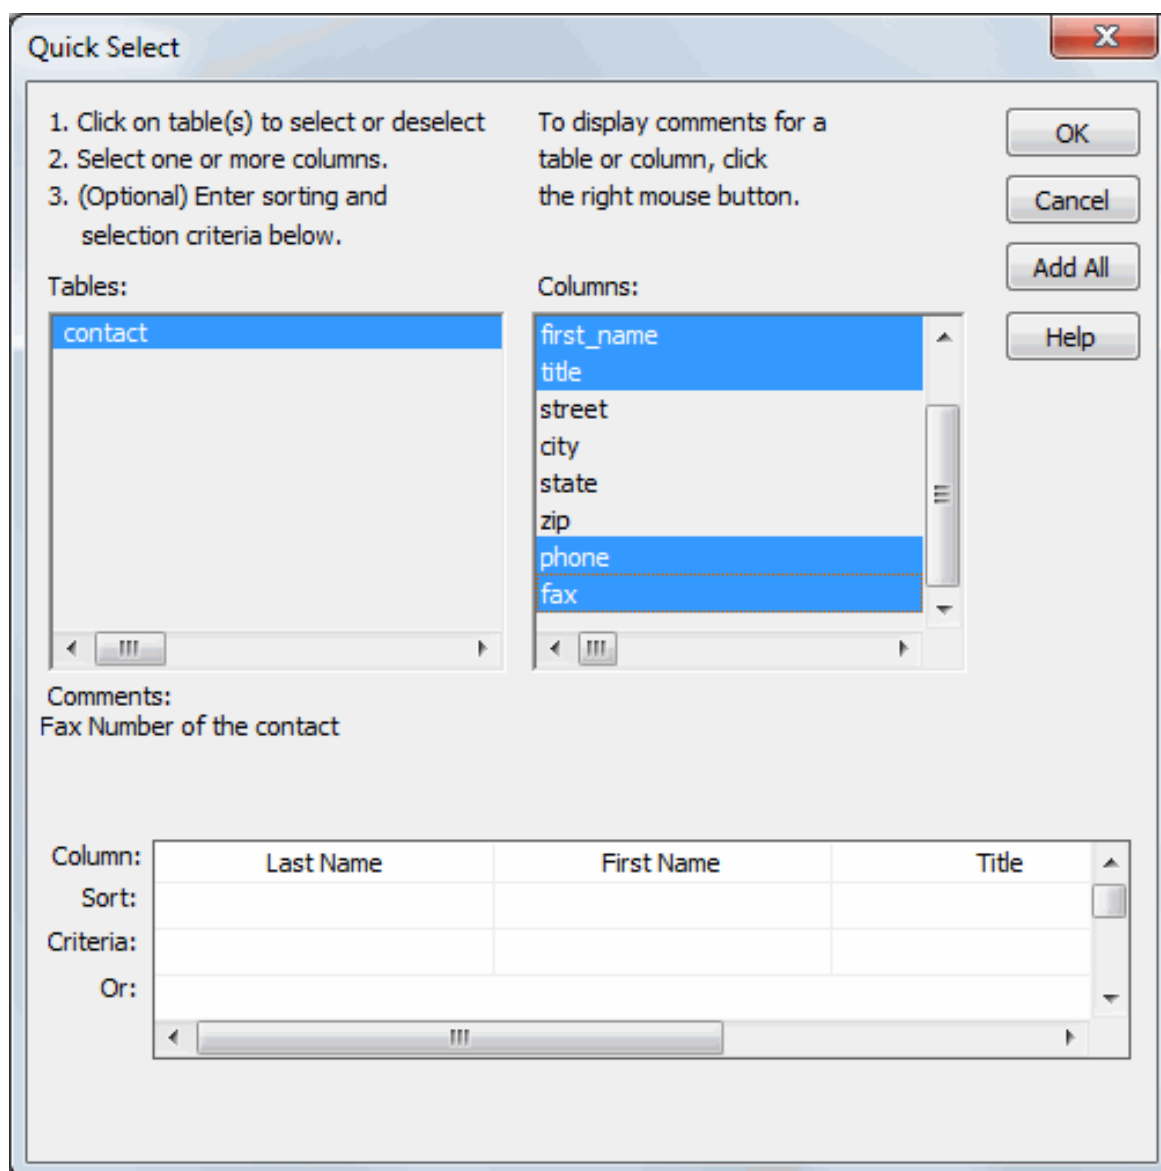 Quick Select
1. Click on table(s) to select or deselect
2. Select one or more columns.
3. (Optional) Enter sorting and
selection criteria below.
To display comments for a
table or column, click
the right mouse button.
OK
Cancel
Add All
Help
Tables:
contact
Columns:
first_name
title
street
city
state
zip
phone
fax
Comments:
Fax Number of the contact
Column: Last Name First Name Title
Sort:
Criteria:
Or: